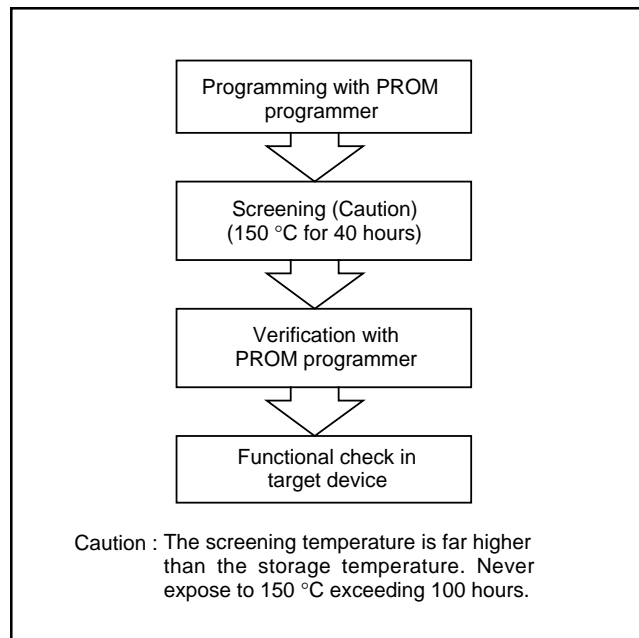 Programming with PROM
programmer
Screening (Caution)
(150 °C for 40 hours)
Verification with
PROM programmer
Functional check in
target device
Caution : The screening temperature is far higher
than the storage temperature. Never
expose to 150 °C exceeding 100 hours.